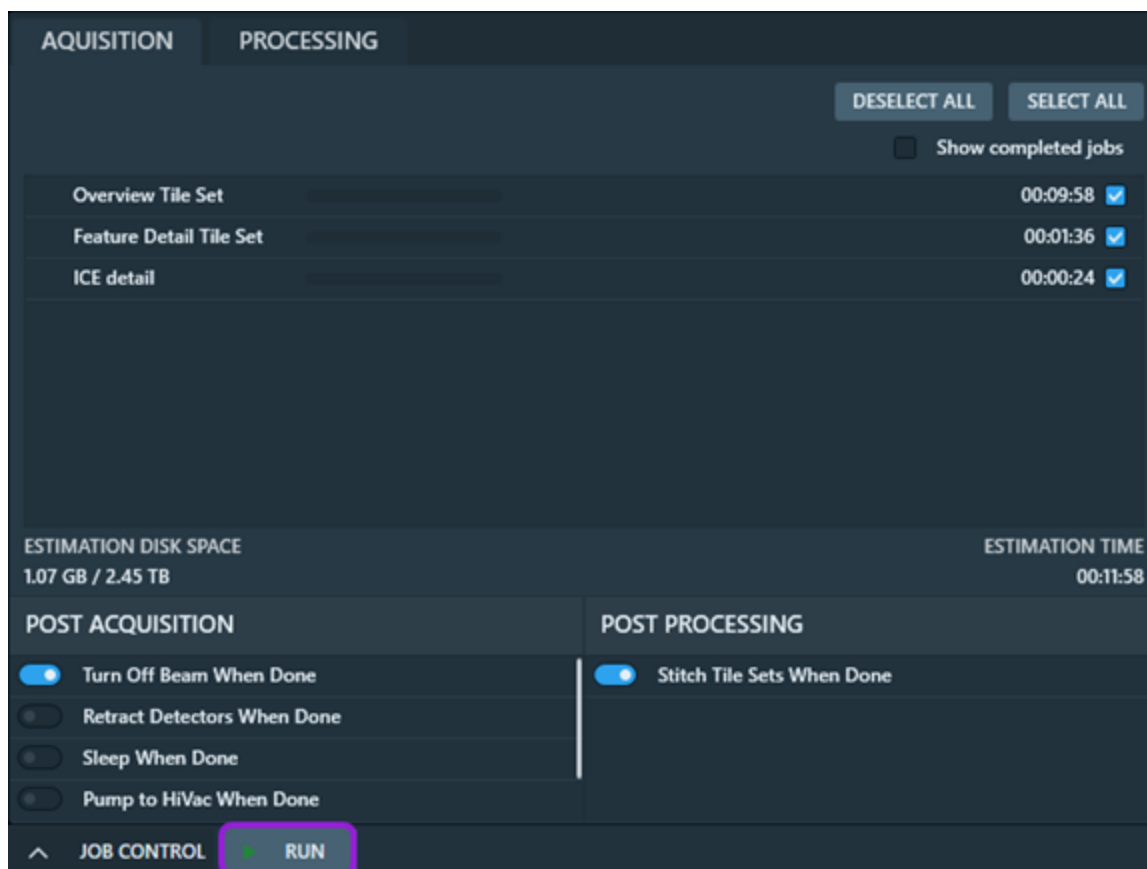 AQUISITION PROCESSING
DESELECT ALL SELECT ALL
Show completed jobs
Overview Tile Set 00:09:58
Feature Detail Tile Set 00:01:36
ICE detail 00:00:24
ESTIMATION DISK SPACE ESTIMATION TIME
1.07 GB / 2.45 TB 00:11:58
POST ACQUISITION POST PROCESSING
Turn Off Beam When Done Stitch Tile Sets When Done
Retract Detectors When Done
Sleep When Done
Pump to HiVac When Done
JOB CONTROL RUN